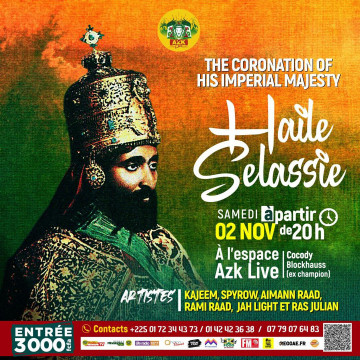 AZK
THE CORONATION OF
HIS IMPERIAL MAJESTY
Haile
Selassie
SAMEDI à partir
02 NOV de 20h
À l'espace
Azk Live
Cocody
Blockhauss
(ex champion)
ARTISTES
KAJEEM, SPYROW, AIMANN RAAD,
RAMI RAAD, JAH LIGHT ET RAS JULIAN
ENTRÉE
3000 FCFA
Contacts +225 01 72 34 43 73 / 01 42 42 36 38 / 07 79 07 64 83